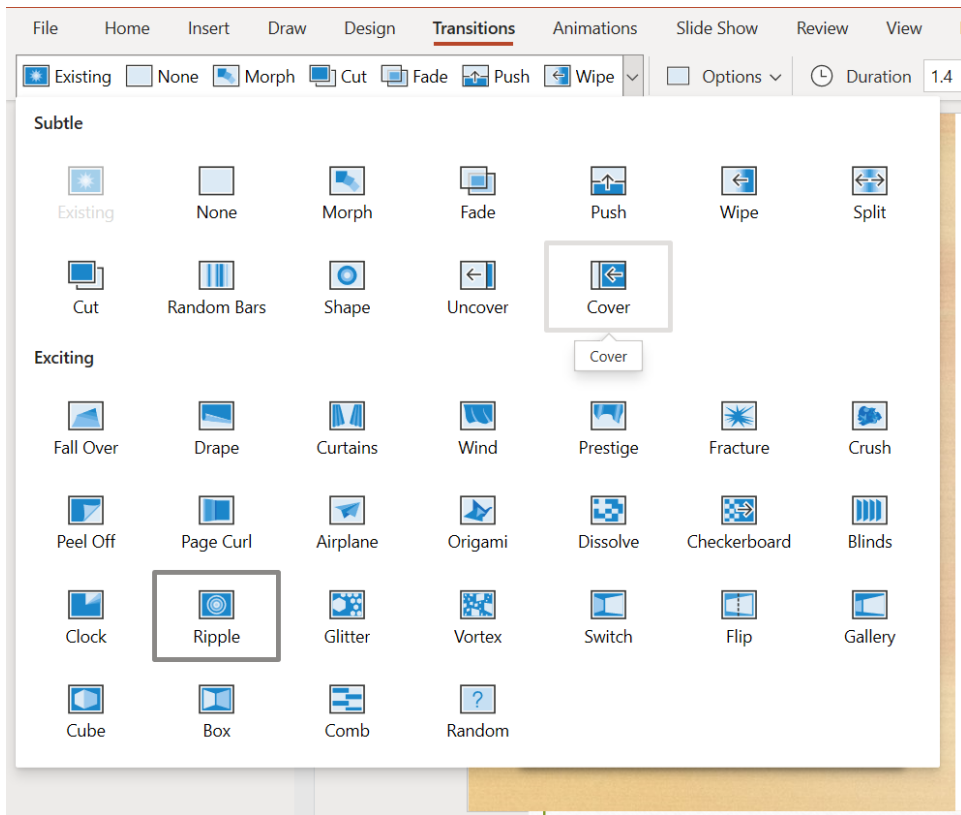 File Home Insert Draw Design Transitions Animations Slide Show Review View
Existing None Morph Cut Fade Push Wipe Options Duration 1.4
Subtle
Existing None Morph Fade Push Wipe Split
Cut Random Bars Shape Uncover Cover
Cover
Exciting
Fall Over Drape Curtains Wind Prestige Fracture Crush
Peel Off Page Curl Airplane Origami Dissolve Checkerboard Blinds
Clock Ripple Glitter Vortex Switch Flip Gallery
Cube Box Comb Random